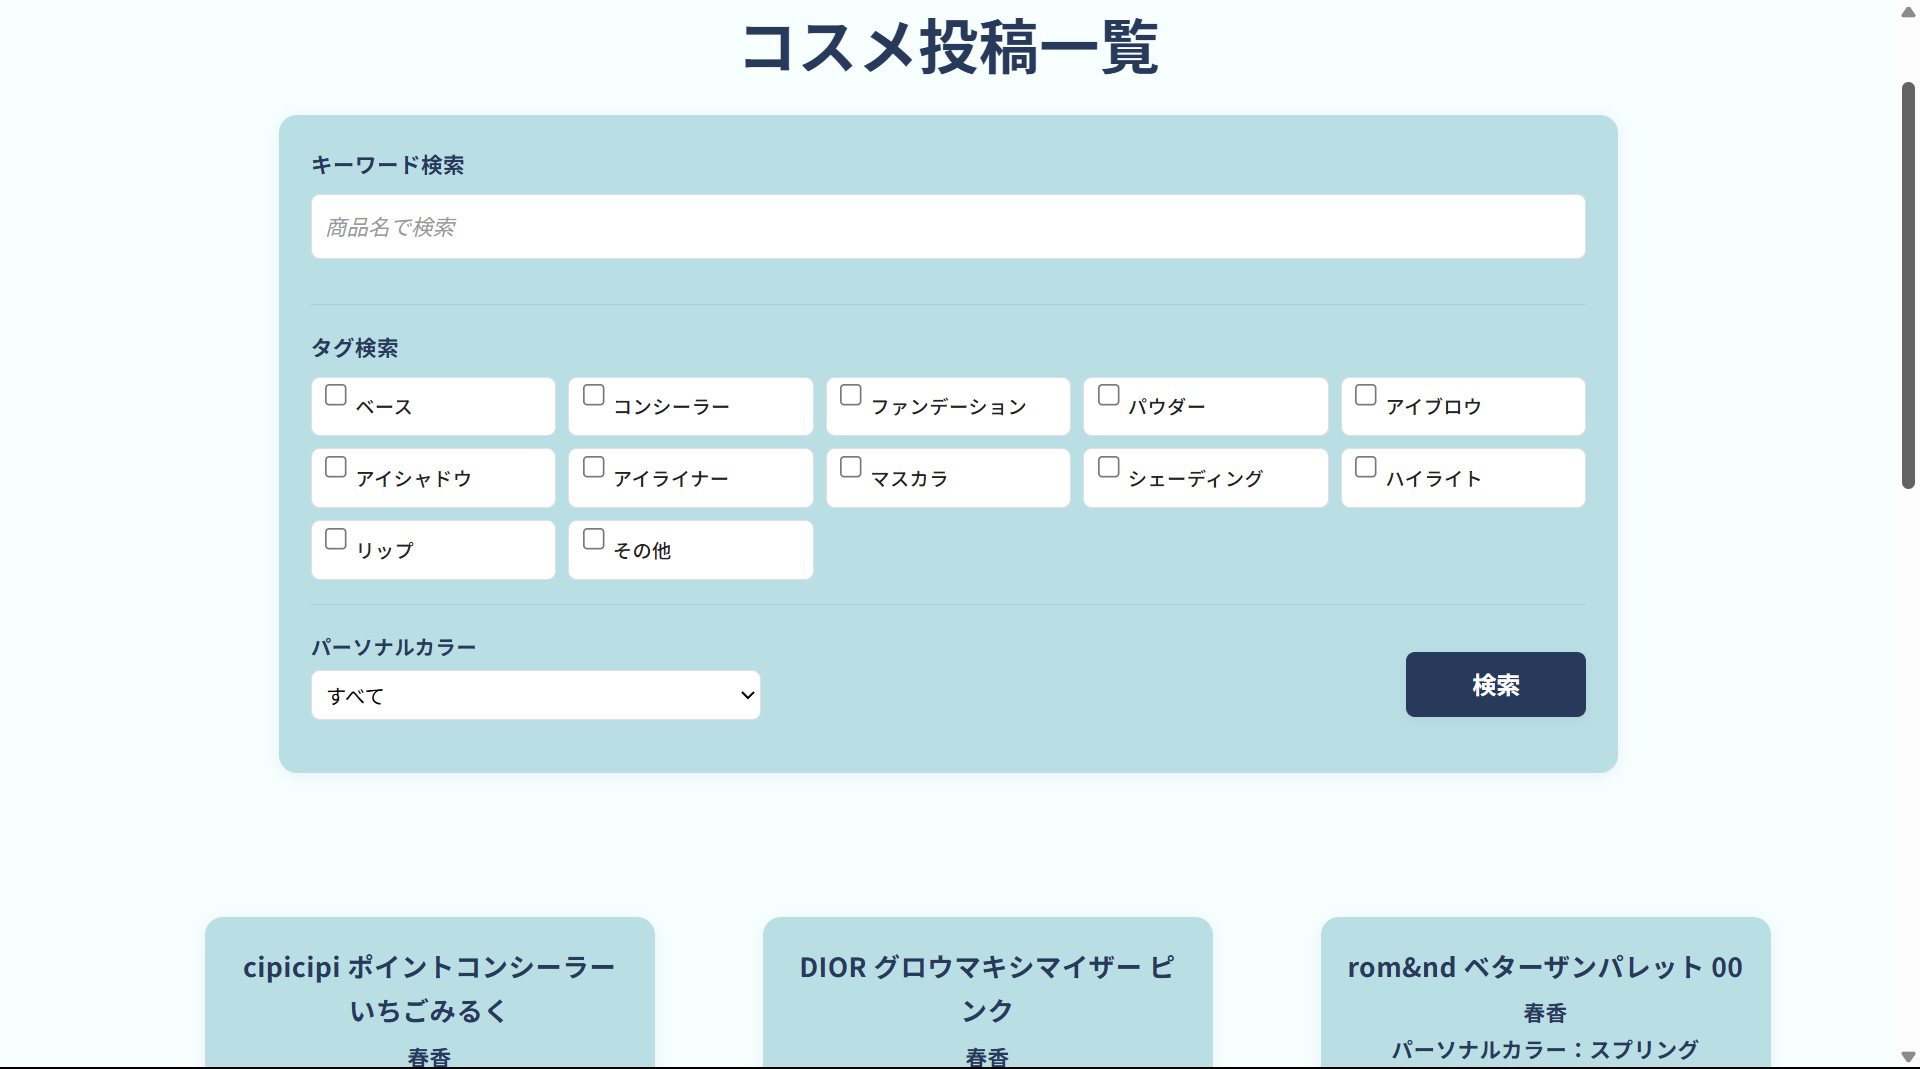 コスメ投稿一覧
キーワード検索
商品名で検索
タグ検索
ベース
コンシーラー
ファンデーション
パウダー
アイブロウ
アイシャドウ
アイライナー
マスカラ
シェーディング
ハイライト
リップ
その他
パーソナルカラー
すべて
検索
cipicipi ポイントコンシーラー
いちごみるく
春香
DIOR グロウマキシマイザー ピ
ンク
春香
rom&nd ベターザンパレット 00
春香
パーソナルカラー：スプリング